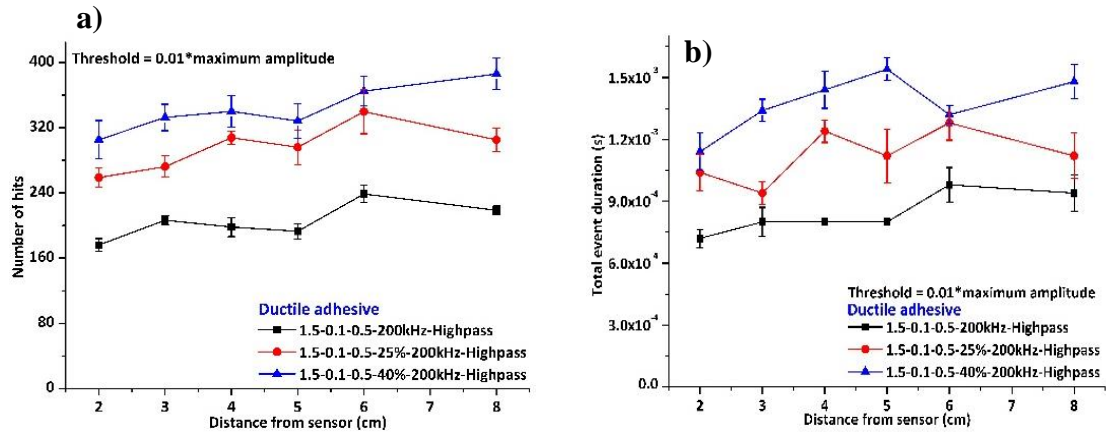 a)
Threshold = 0.01*maximum amplitude
Number of hits
400
320
240
160
80
0
Ductile adhesive
1.5-0.1-0.5-200kHz-Highpass
1.5-0.1-0.5-25%-200kHz-Highpass
1.5-0.1-0.5-40%-200kHz-Highpass
2 3 4 5 6 7 8
Distance from sensor (cm)
b)
Total event duration (s)
1.5x10⁻³
1.2x10⁻³
9.0x10⁻⁴
6.0x10⁻⁴
3.0x10⁻⁴
0.0
Threshold = 0.01*maximum amplitude
Ductile adhesive
1.5-0.1-0.5-200kHz-Highpass
1.5-0.1-0.5-25%-200kHz-Highpass
1.5-0.1-0.5-40%-200kHz-Highpass
2 3 4 5 6 7 8
Distance from sensor (cm)